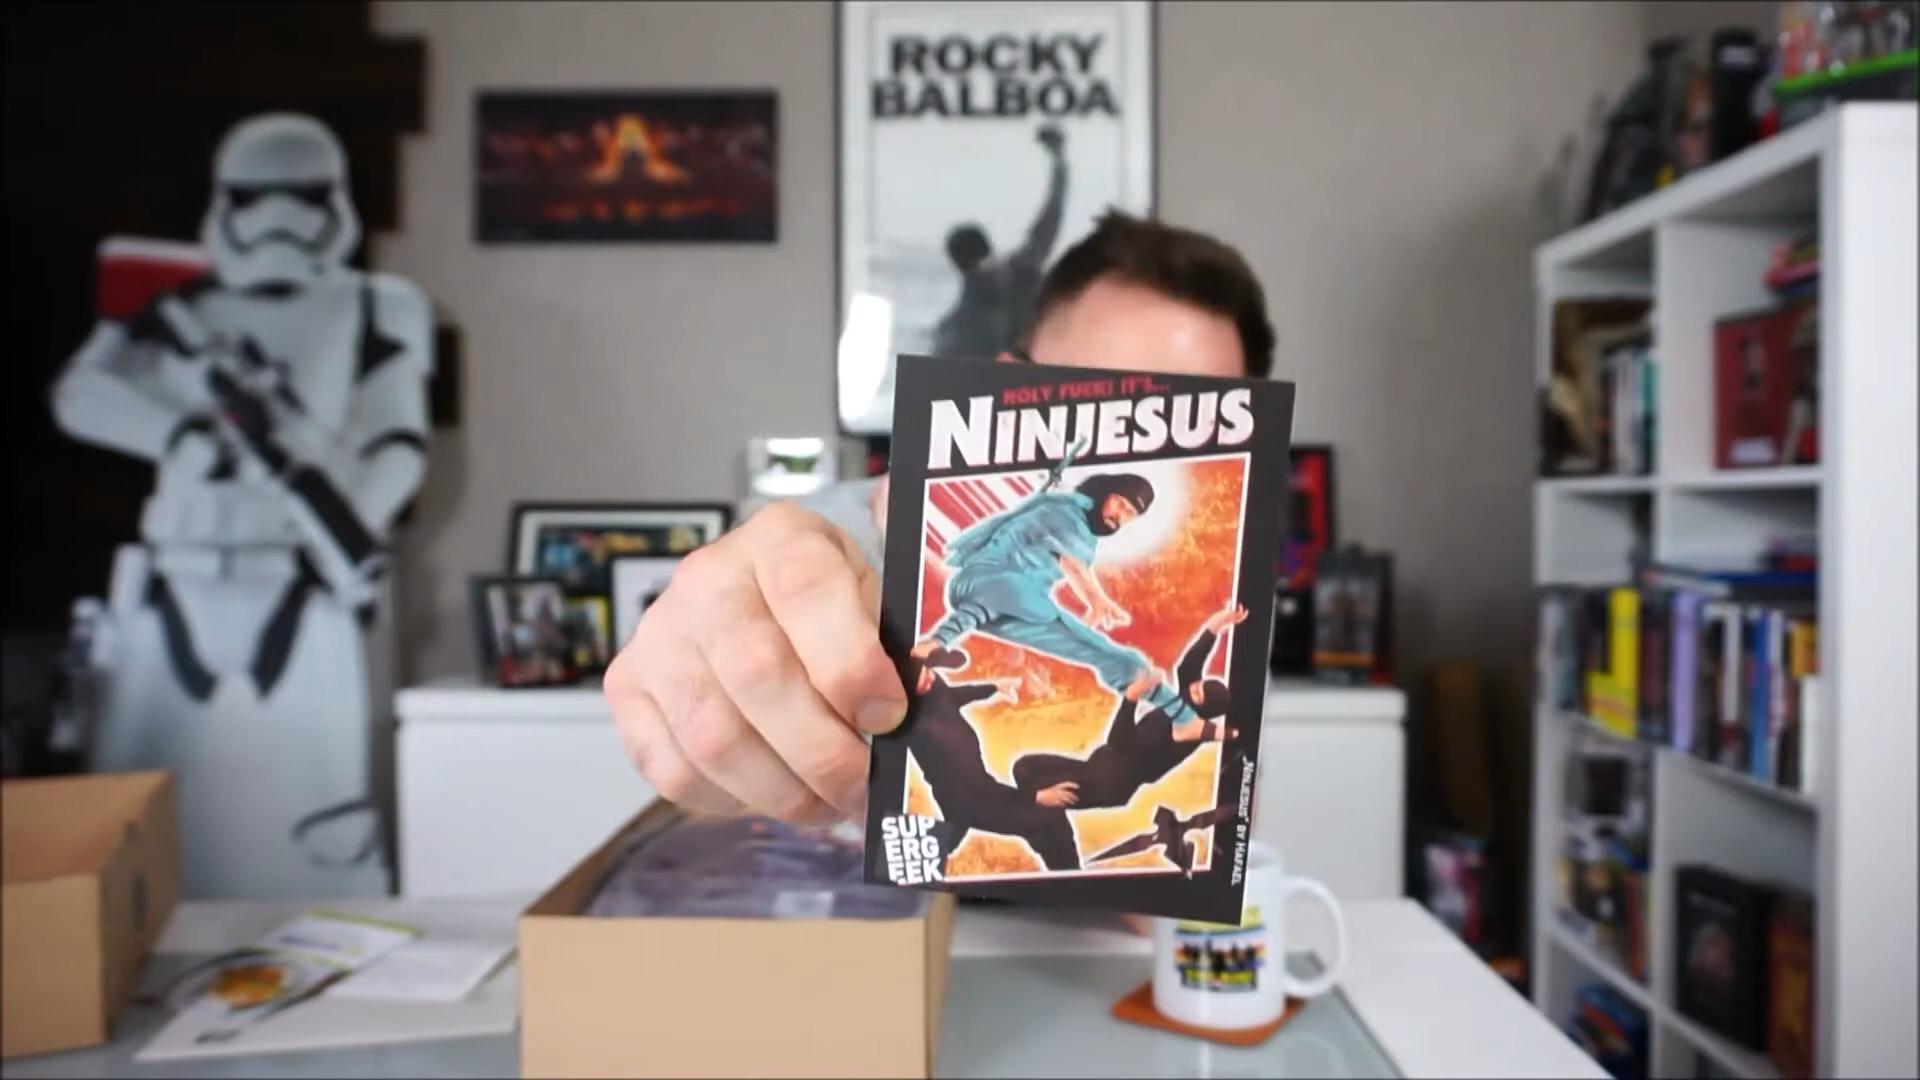 ROCKY
BALBOA
HOLY FUCK! IT'S...
NINJESUS
SUP
ERG
EEK
"NINJESUS" BY HAFAEL